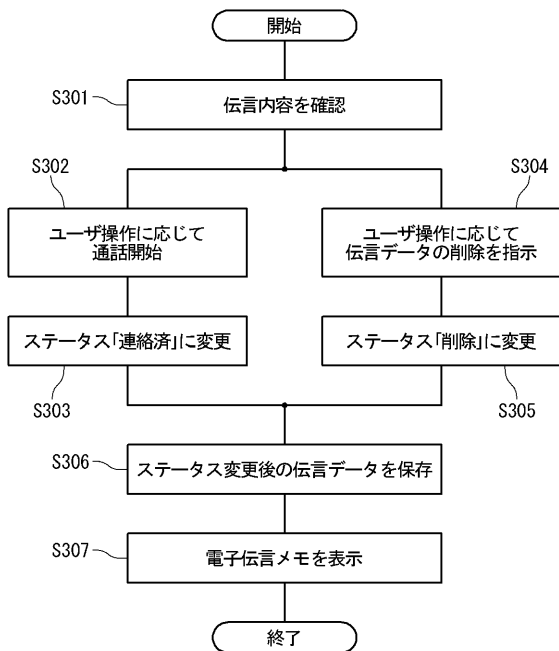 開始
S301
伝言内容を確認
S302
ユーザ操作に応じて
通話開始
S304
ユーザ操作に応じて
伝言データの削除を指示
ステータス「連絡済」に変更
S303
ステータス「削除」に変更
S305
S306
ステータス変更後の伝言データを保存
S307
電子伝言メモを表示
終了